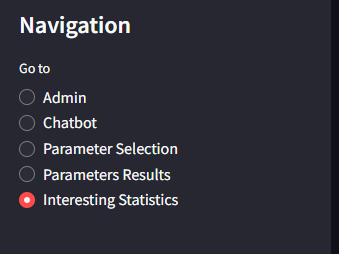 Navigation
Go to
Admin
Chatbot
Parameter Selection
Parameters Results
Interesting Statistics